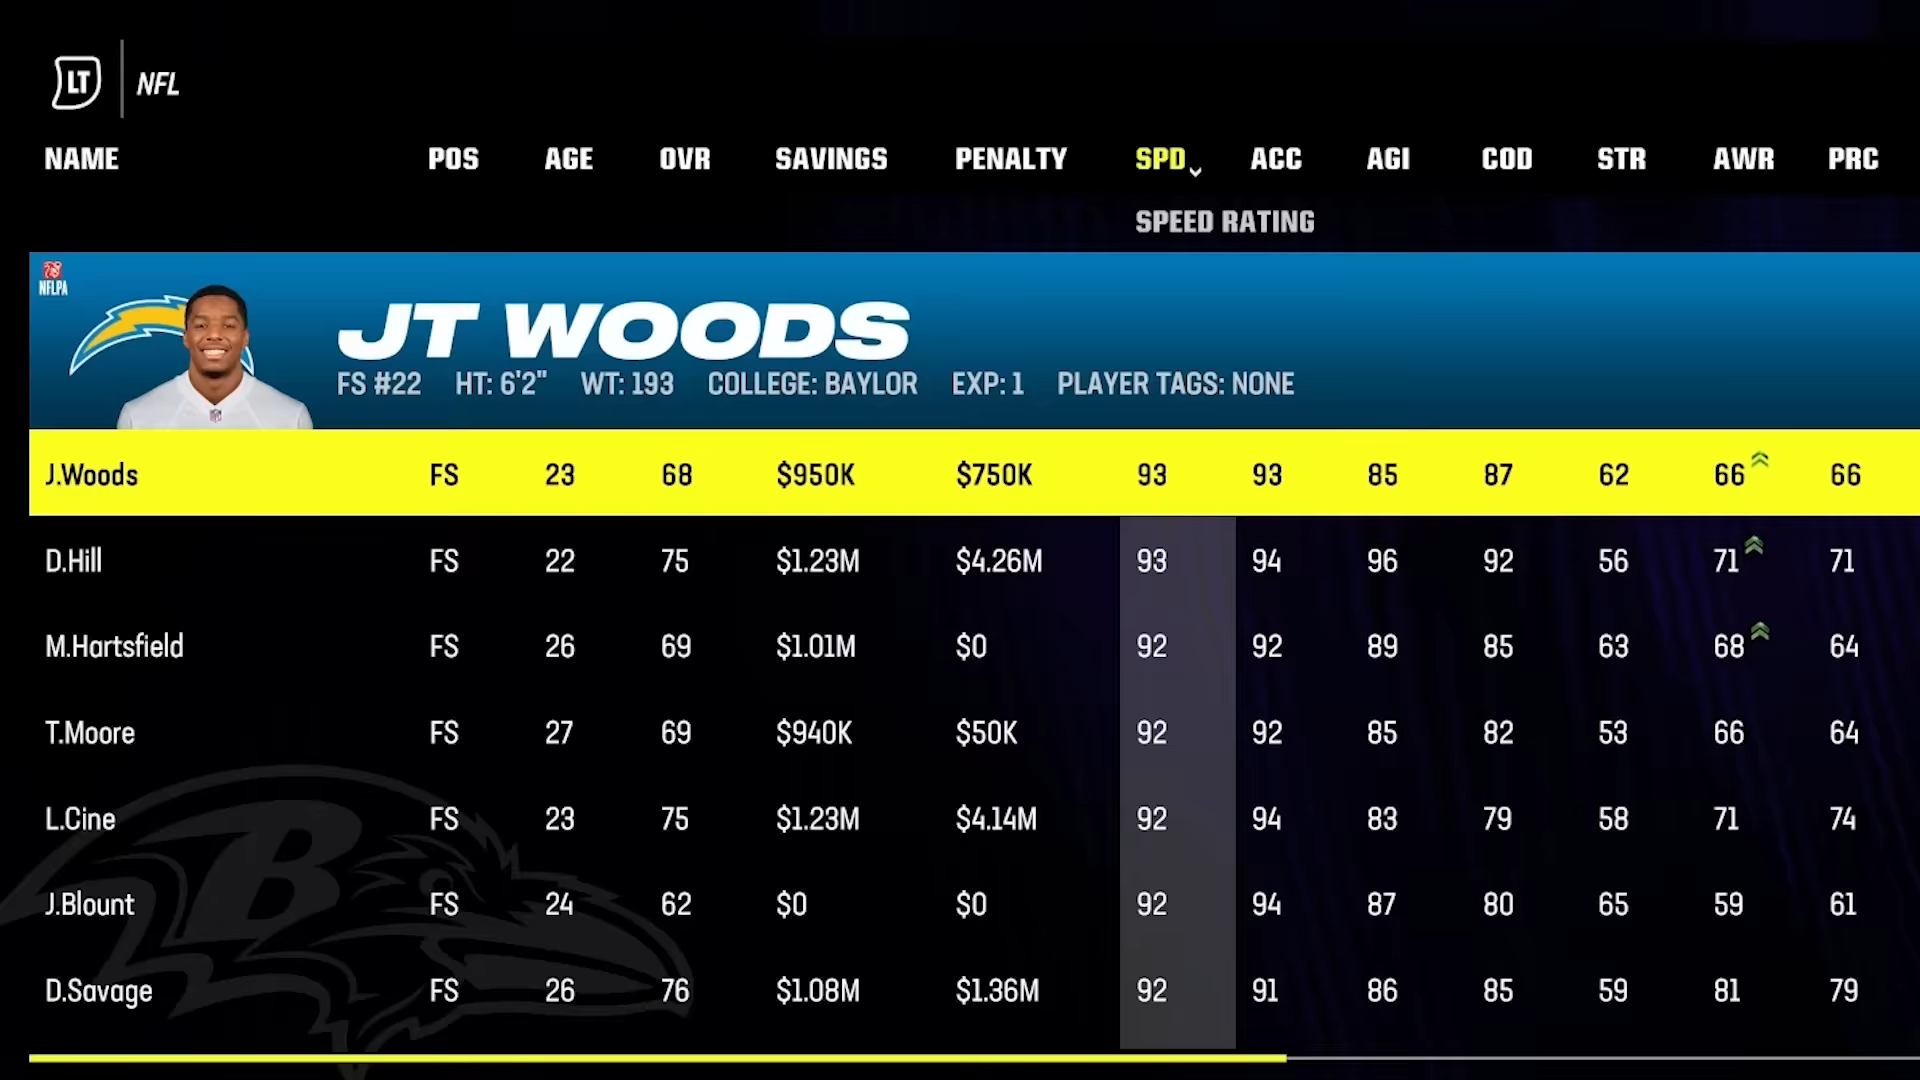 LT NFL
NAME POS AGE OVR SAVINGS PENALTY SPD ACC AGI COD STR AWR PRC
SPEED RATING
NFLPA
JT WOODS
FS #22 HT: 6'2" WT: 193 COLLEGE: BAYLOR EXP: 1 PLAYER TAGS: NONE
J.Woods FS 23 68 $950K $750K 93 93 85 87 62 66 66
D.Hill FS 22 75 $1.23M $4.26M 93 94 96 92 56 71 71
M.Hartsfield FS 26 69 $1.01M $0 92 92 89 85 63 68 64
T.Moore FS 27 69 $940K $50K 92 92 85 82 53 66 64
L.Cine FS 23 75 $1.23M $4.14M 92 94 83 79 58 71 74
J.Blount FS 24 62 $0 $0 92 94 87 80 65 59 61
D.Savage FS 26 76 $1.08M $1.36M 92 91 86 85 59 81 79
B